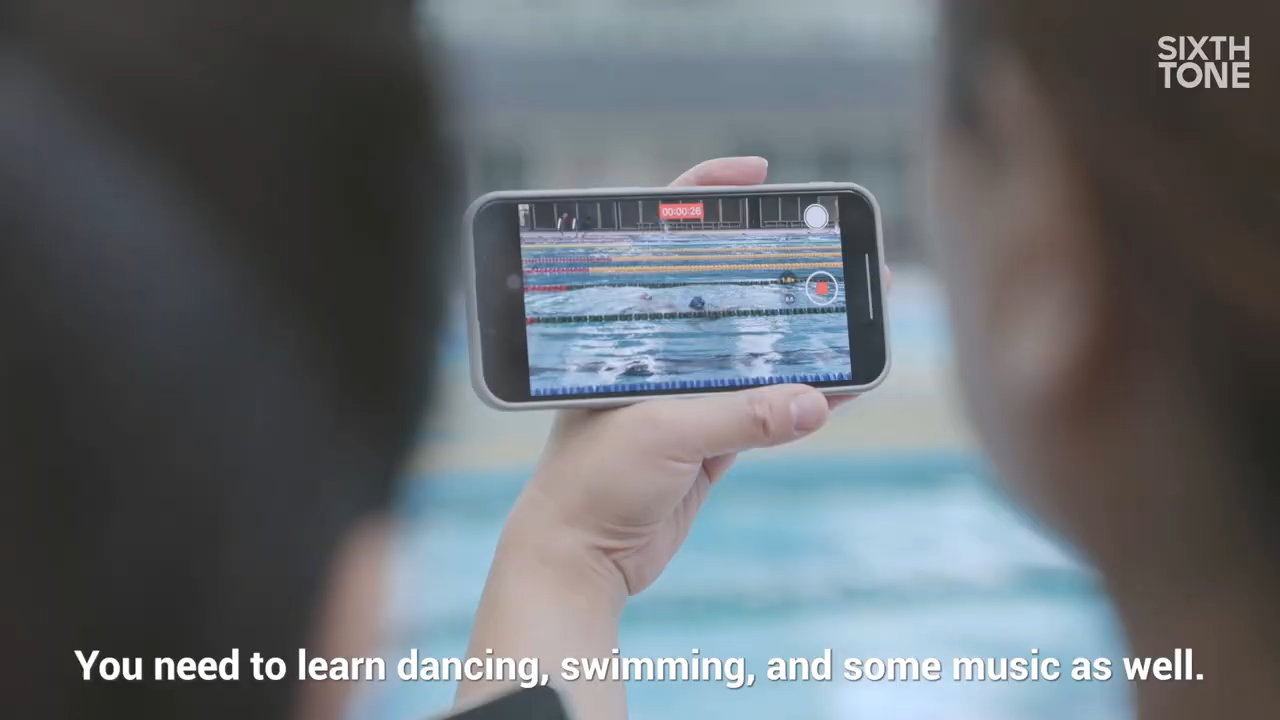 SIXTH
TONE
00:00:26
You need to learn dancing, swimming, and some music as well.